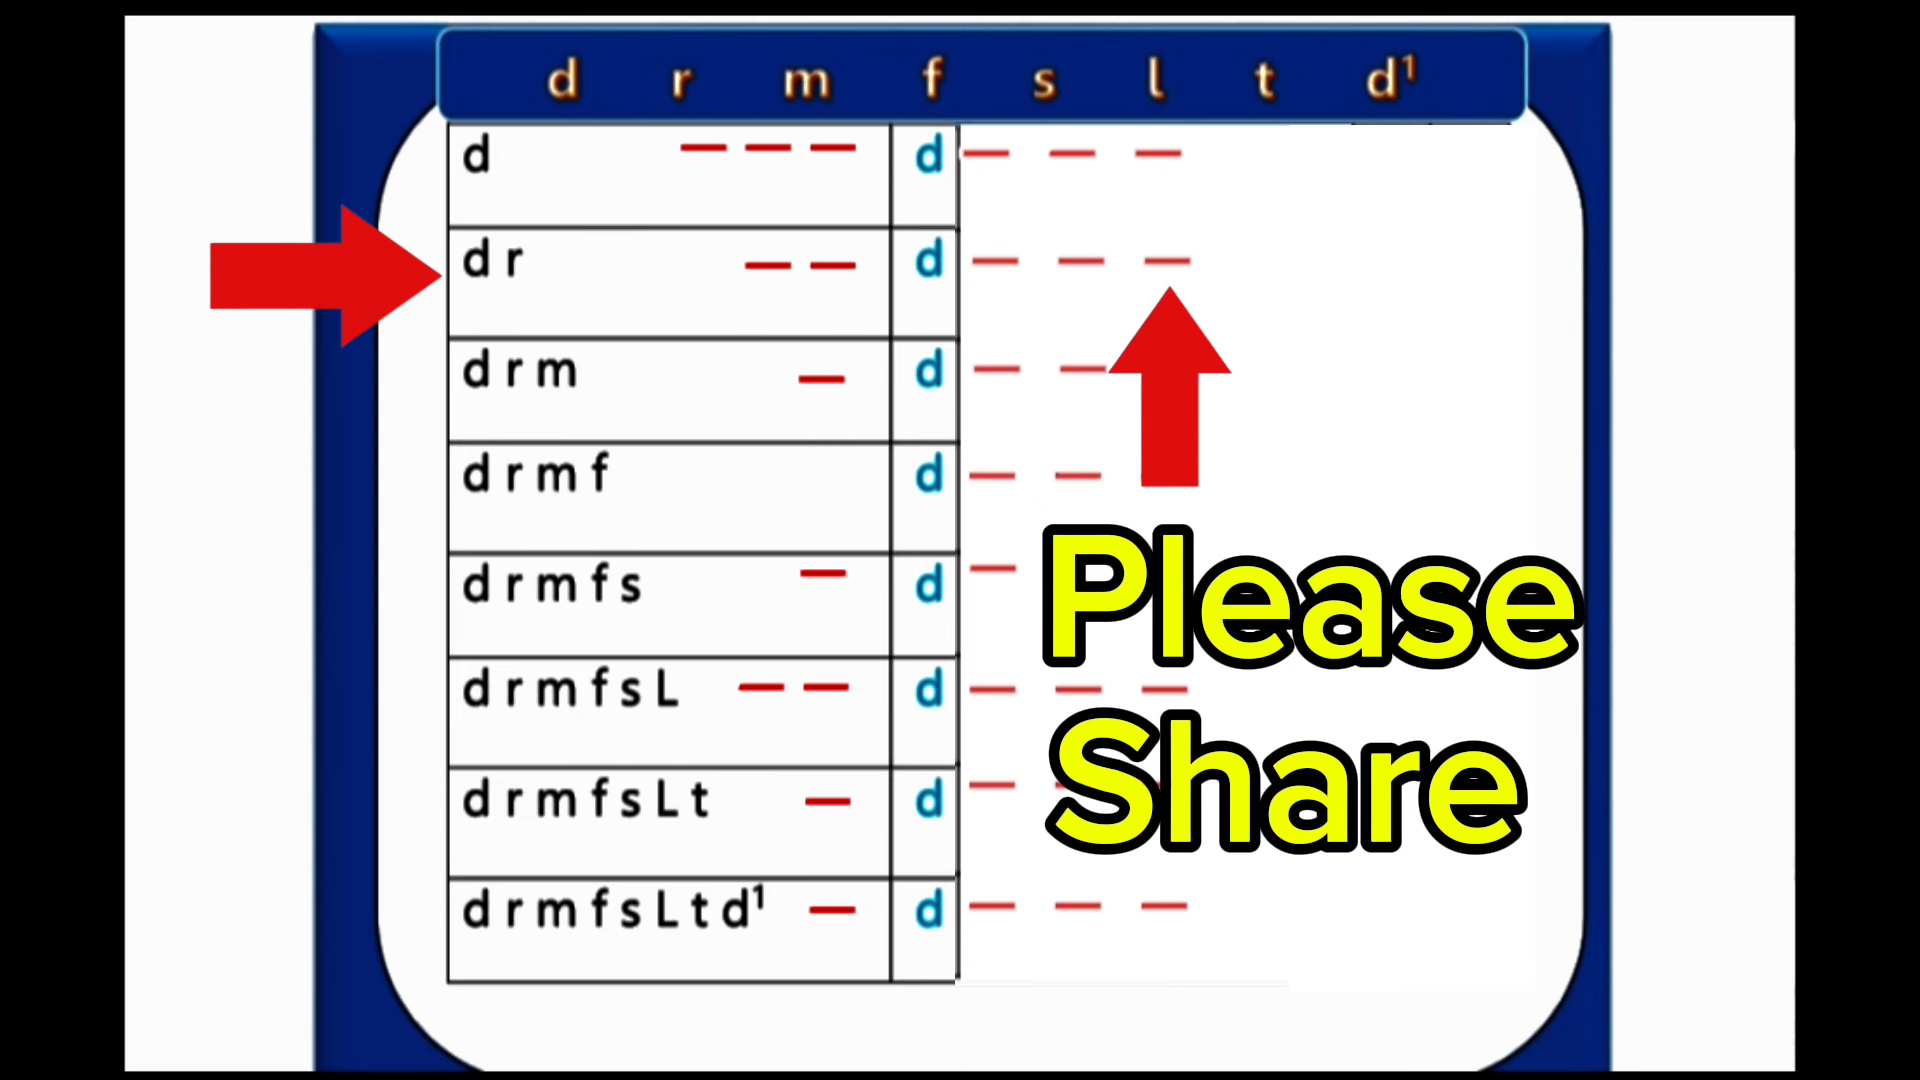 d r m f s l t d¹
d — — — d — — —
d r — — d — — —
d r m — d — —
d r m f d — —
d r m f s — d —
d r m f s L — — d — — —
d r m f s L t — d —
d r m f s L t d¹ — d — — —
Please
Share